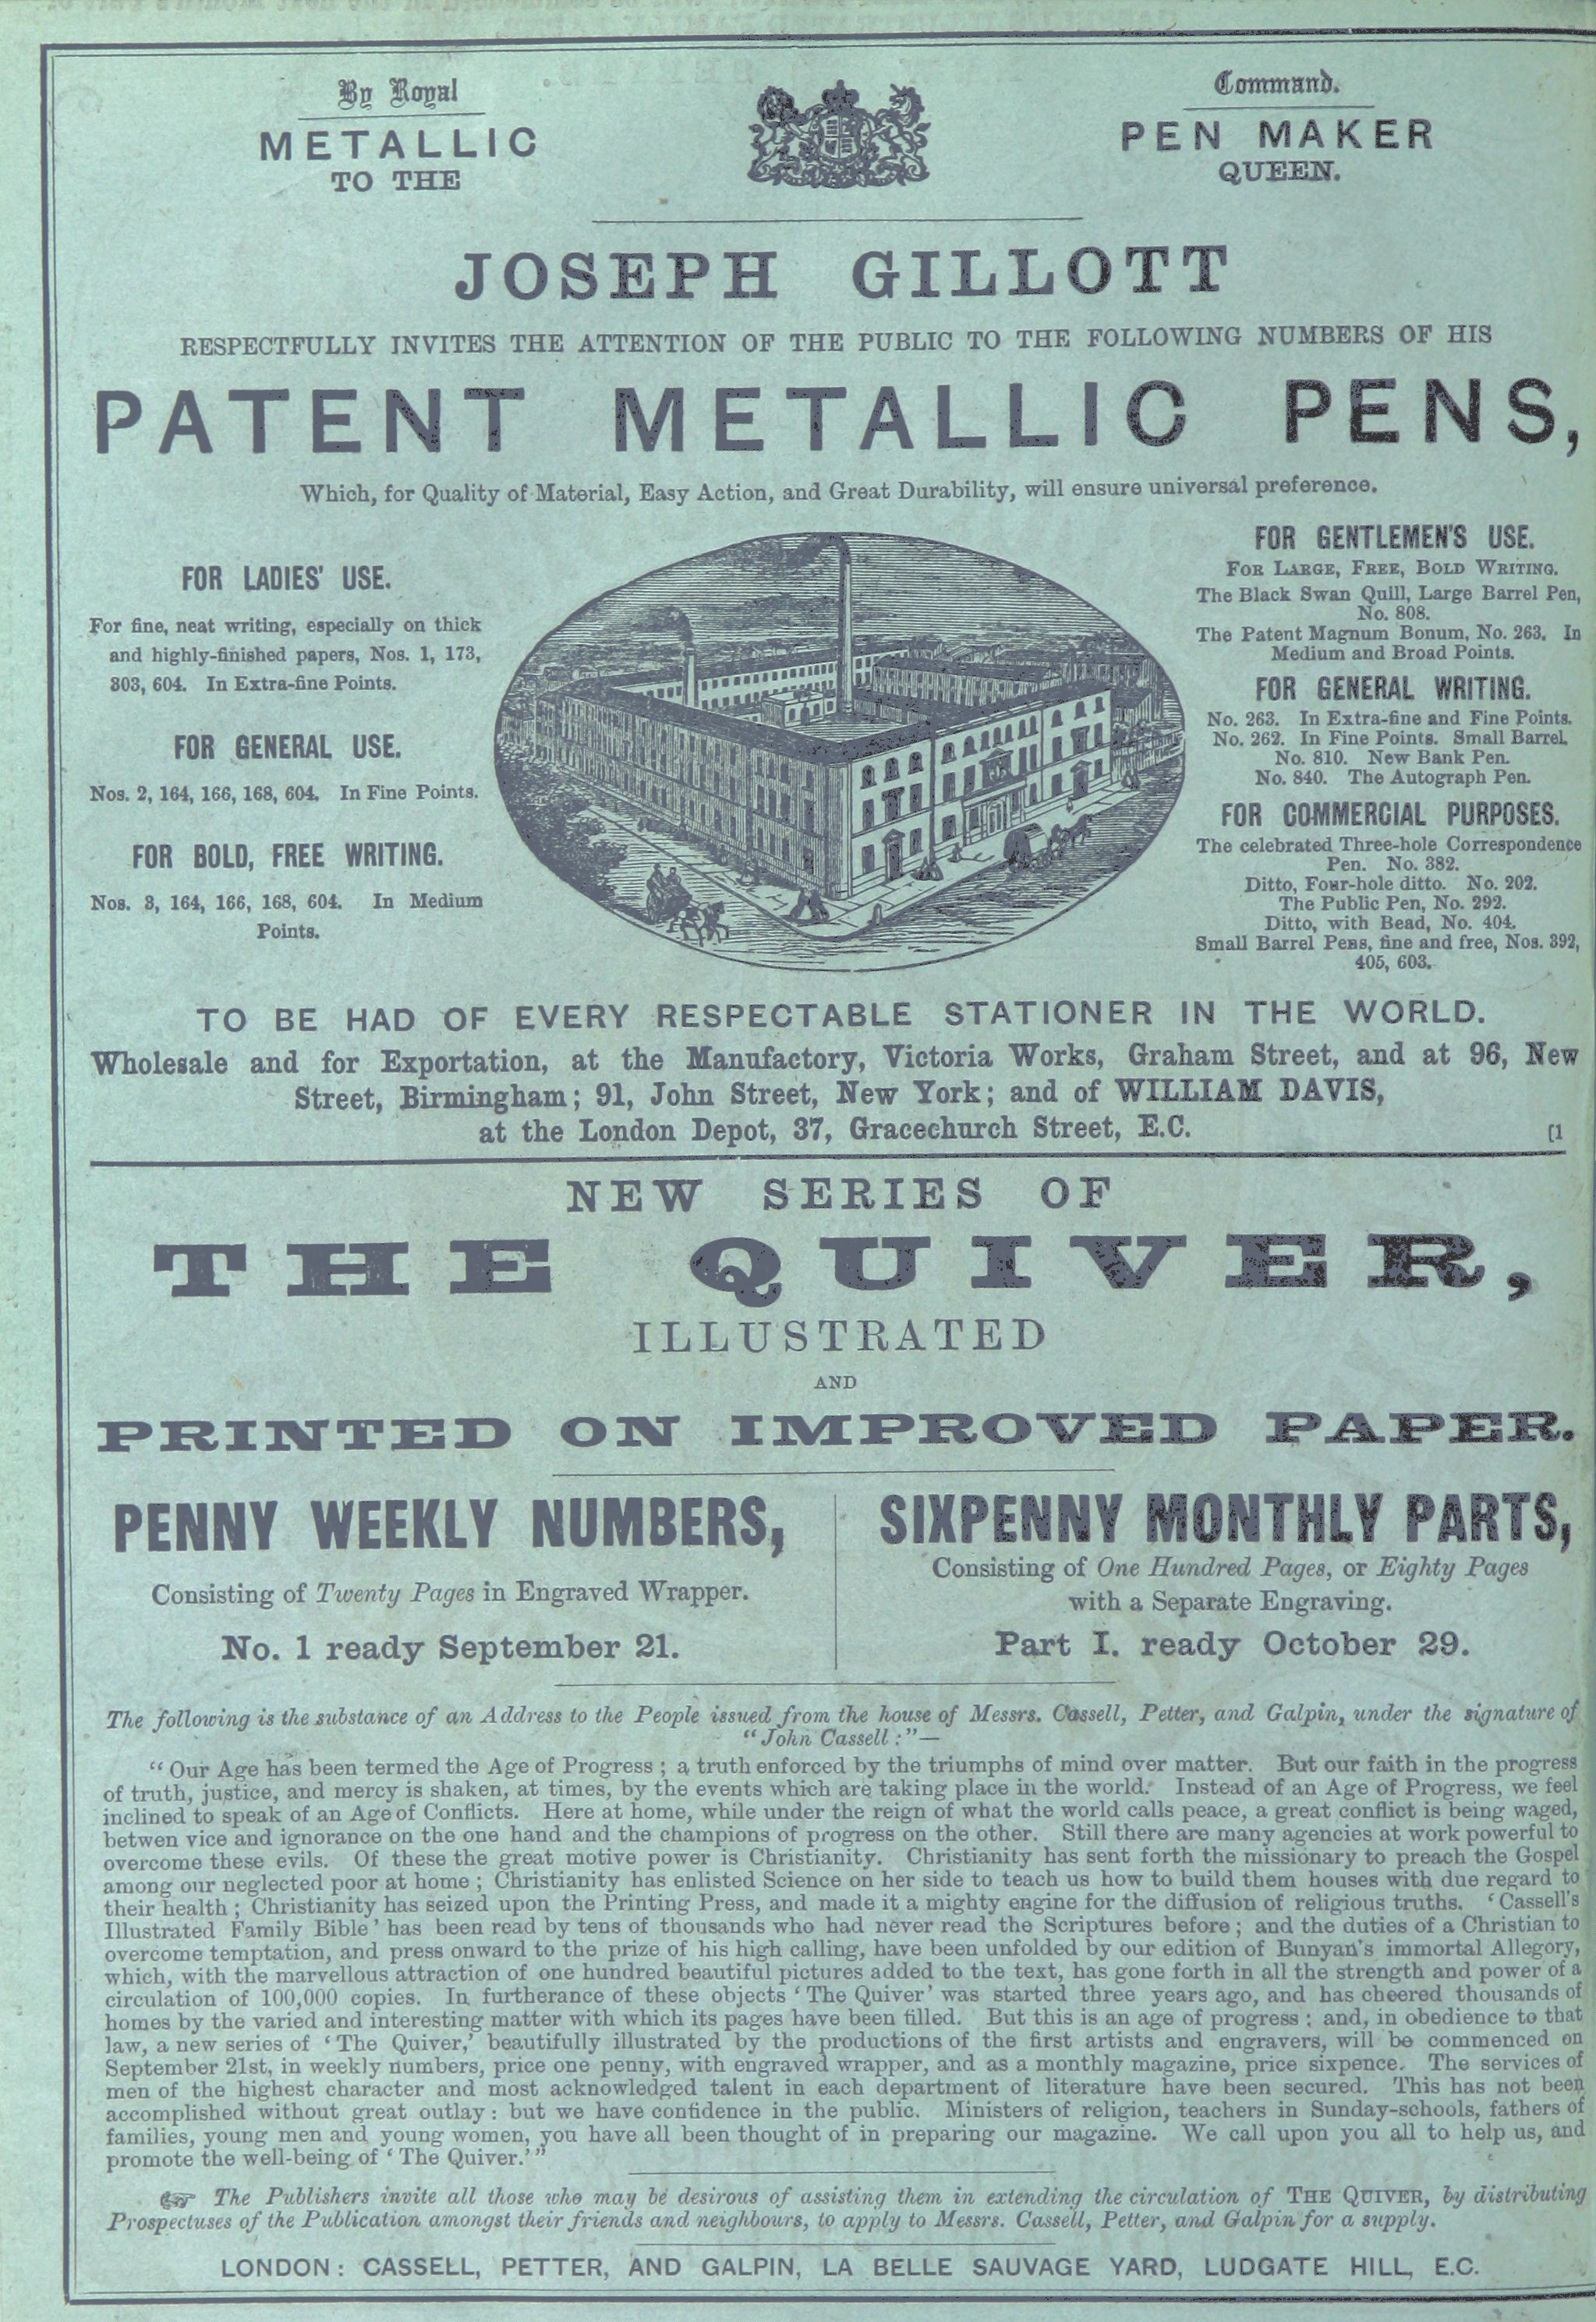 By Royal Command.
METALLIC PEN MAKER
TO THE QUEEN.
JOSEPH GILLOTT
RESPECTFULLY INVITES THE ATTENTION OF THE PUBLIC TO THE FOLLOWING NUMBERS OF HIS
PATENT METALLIC PENS,
Which, for Quality of Material, Easy Action, and Great Durability, will ensure universal preference.
FOR LADIES' USE.
For fine, neat writing, especially on thick
and highly-finished papers, Nos. 1, 173,
303, 604. In Extra-fine Points.
FOR GENERAL USE.
Nos. 2, 164, 166, 168, 604. In Fine Points.
FOR BOLD, FREE WRITING.
Nos. 3, 164, 166, 168, 604. In Medium
Points.
FOR GENTLEMEN'S USE.
FOR LARGE, FREE, BOLD WRITING.
The Black Swan Quill, Large Barrel Pen,
No. 808.
The Patent Magnum Bonum, No. 263. In
Medium and Broad Points.
FOR GENERAL WRITING.
No. 263. In Extra-fine and Fine Points.
No. 262. In Fine Points. Small Barrel.
No. 810. New Bank Pen.
No. 840. The Autograph Pen.
FOR COMMERCIAL PURPOSES.
The celebrated Three-hole Correspondence
Pen. No. 382.
Ditto, Four-hole ditto. No. 202.
The Public Pen, No. 292.
Ditto, with Bead, No. 404.
Small Barrel Pens, fine and free, Nos. 392,
405, 603.
TO BE HAD OF EVERY RESPECTABLE STATIONER IN THE WORLD.
Wholesale and for Exportation, at the Manufactory, Victoria Works, Graham Street, and at 96, New
Street, Birmingham; 91, John Street, New York; and of WILLIAM DAVIS,
at the London Depot, 37, Gracechurch Street, E.C. [1
NEW SERIES OF
THE QUIVER,
ILLUSTRATED
AND
PRINTED ON IMPROVED PAPER.
PENNY WEEKLY NUMBERS,
Consisting of Twenty Pages in Engraved Wrapper.
No. 1 ready September 21.
SIXPENNY MONTHLY PARTS,
Consisting of One Hundred Pages, or Eighty Pages
with a Separate Engraving.
Part I. ready October 29.
The following is the substance of an Address to the People issued from the house of Messrs. Cassell, Petter, and Galpin, under the signature of
"John Cassell:"—
"Our Age has been termed the Age of Progress; a truth enforced by the triumphs of mind over matter. But our faith in the progress
of truth, justice, and mercy is shaken, at times, by the events which are taking place in the world. Instead of an Age of Progress, we feel
inclined to speak of an Age of Conflicts. Here at home, while under the reign of what the world calls peace, a great conflict is being waged,
betwen vice and ignorance on the one hand and the champions of progress on the other. Still there are many agencies at work powerful to
overcome these evils. Of these the great motive power is Christianity. Christianity has sent forth the missionary to preach the Gospel
among our neglected poor at home; Christianity has enlisted Science on her side to teach us how to build them houses with due regard to
their health; Christianity has seized upon the Printing Press, and made it a mighty engine for the diffusion of religious truths. 'Cassell's
Illustrated Family Bible' has been read by tens of thousands who had never read the Scriptures before; and the duties of a Christian to
overcome temptation, and press onward to the prize of his high calling, have been unfolded by our edition of Bunyan's immortal Allegory,
which, with the marvellous attraction of one hundred beautiful pictures added to the text, has gone forth in all the strength and power of a
circulation of 100,000 copies. In furtherance of these objects 'The Quiver' was started three years ago, and has cheered thousands of
homes by the varied and interesting matter with which its pages have been filled. But this is an age of progress; and, in obedience to that
law, a new series of 'The Quiver,' beautifully illustrated by the productions of the first artists and engravers, will be commenced on
September 21st, in weekly numbers, price one penny, with engraved wrapper, and as a monthly magazine, price sixpence. The services of
men of the highest character and most acknowledged talent in each department of literature have been secured. This has not been
accomplished without great outlay: but we have confidence in the public. Ministers of religion, teachers in Sunday-schools, fathers of
families, young men and young women, you have all been thought of in preparing our magazine. We call upon you all to help us, and
promote the well-being of 'The Quiver.'"
☞ The Publishers invite all those who may be desirous of assisting them in extending the circulation of THE QUIVER, by distributing
Prospectuses of the Publication amongst their friends and neighbours, to apply to Messrs. Cassell, Petter, and Galpin for a supply.
LONDON: CASSELL, PETTER, AND GALPIN, LA BELLE SAUVAGE YARD, LUDGATE HILL, E.C.